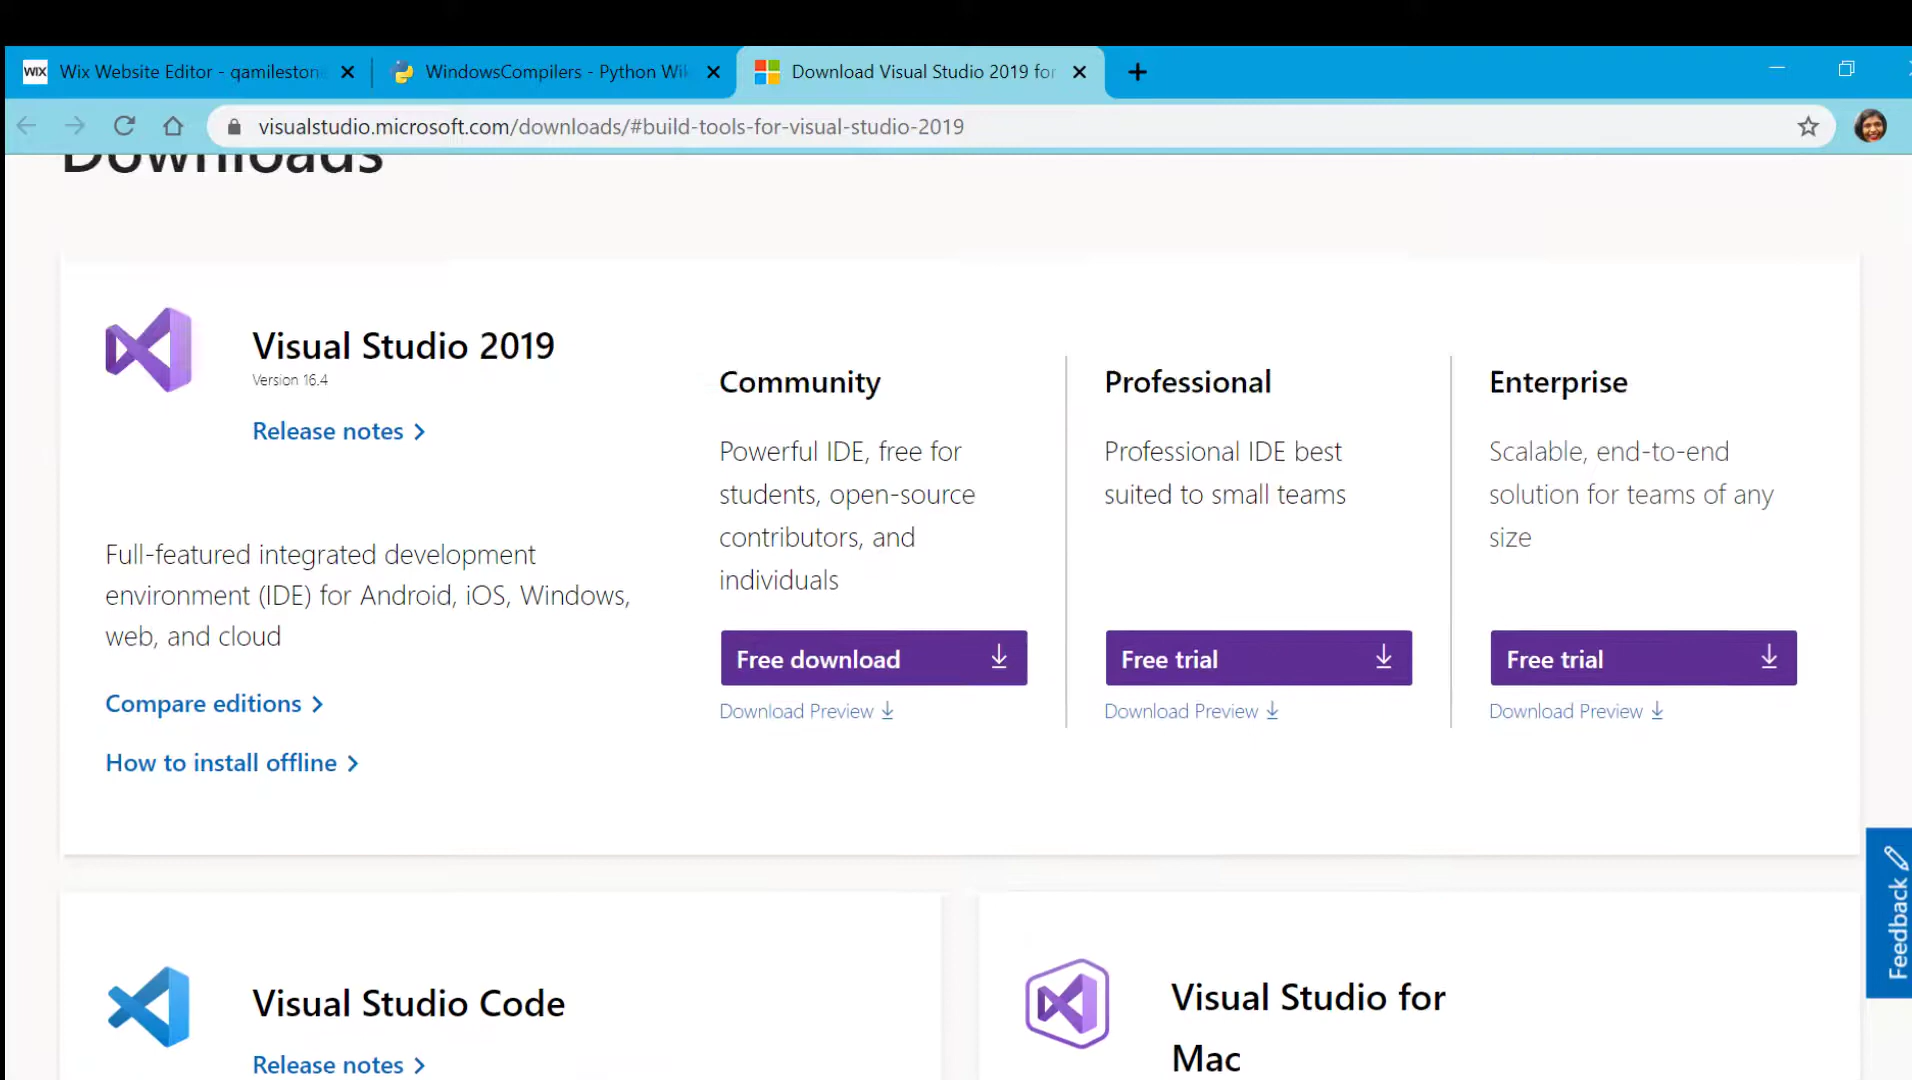 WIX Wix Website Editor - qamilestone
WindowsCompilers - Python Wik
Download Visual Studio 2019 for
visualstudio.microsoft.com/downloads/#build-tools-for-visual-studio-2019
Downloads
Visual Studio 2019
Version 16.4
Release notes
Full-featured integrated development
environment (IDE) for Android, iOS, Windows,
web, and cloud
Compare editions
How to install offline
Community
Powerful IDE, free for
students, open-source
contributors, and
individuals
Free download
Download Preview
Professional
Professional IDE best
suited to small teams
Free trial
Download Preview
Enterprise
Scalable, end-to-end
solution for teams of any
size
Free trial
Download Preview
Feedback
Visual Studio Code
Release notes
Visual Studio for
Mac